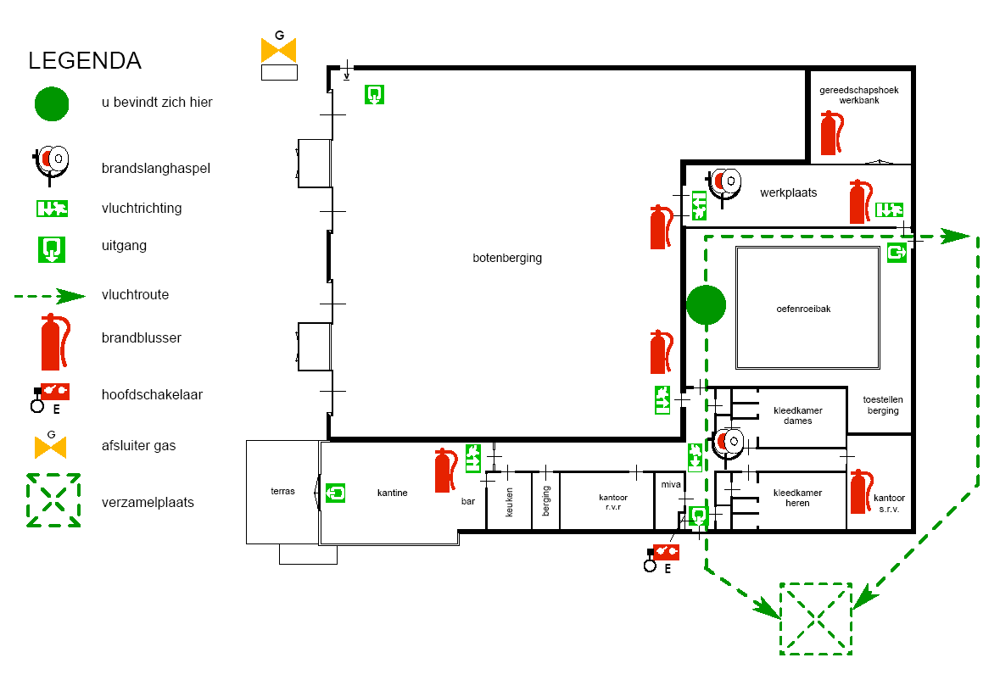 LEGENDA
u bevindt zich hier
brandslanghaspel
vluchtrichting
uitgang
vluchtroute
brandblusser
hoofdschakelaar
E
G
afsluiter gas
verzamelplaats
G
gereedschapshoek
werkbank
werkplaats
botenberging
oefenroeibak
toestellen
berging
kleedkamer
dames
terras
kantine
bar
keuken
berging
kantoor
r.v.r
miva
kleedkamer
heren
kantoor
s.r.v.
E